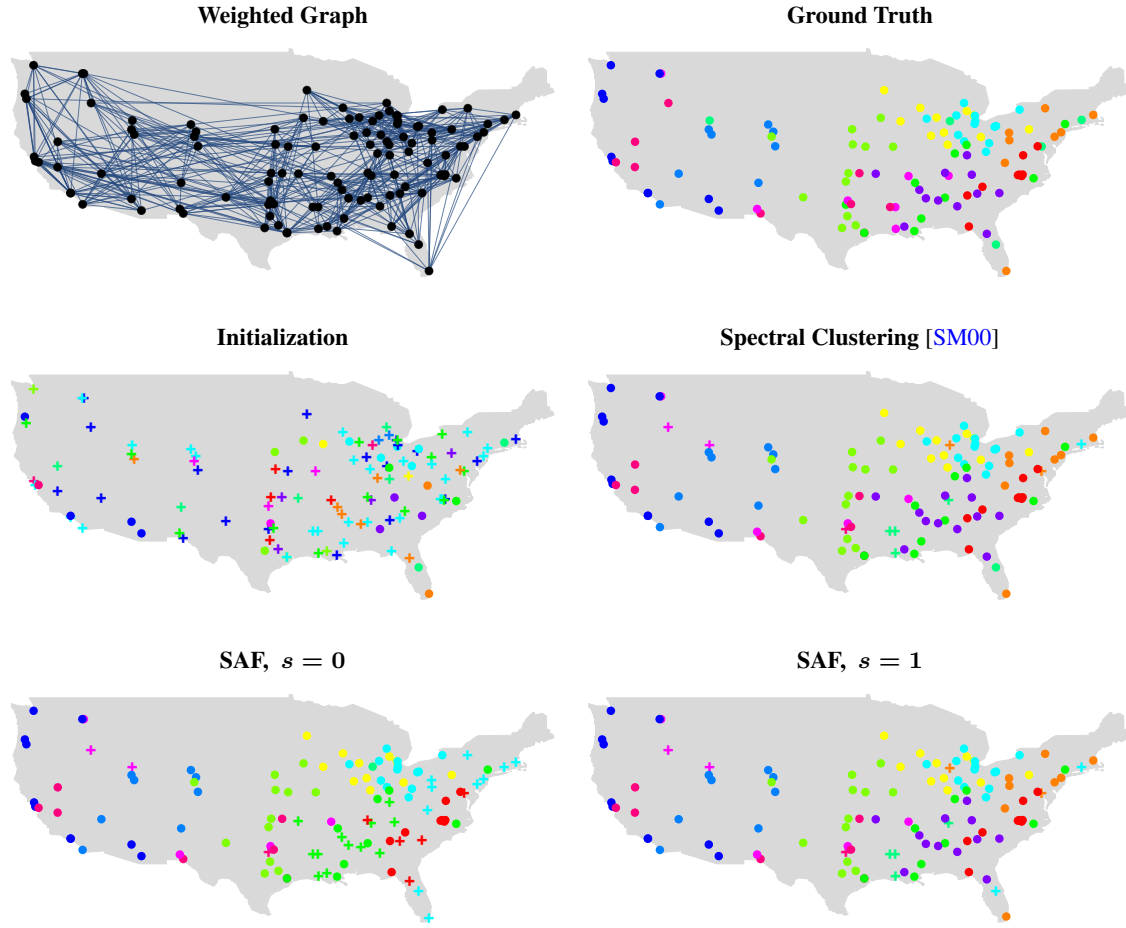 Weighted Graph
Ground Truth
Initialization
Spectral Clustering [SM00]
SAF, s = 0
SAF, s = 1